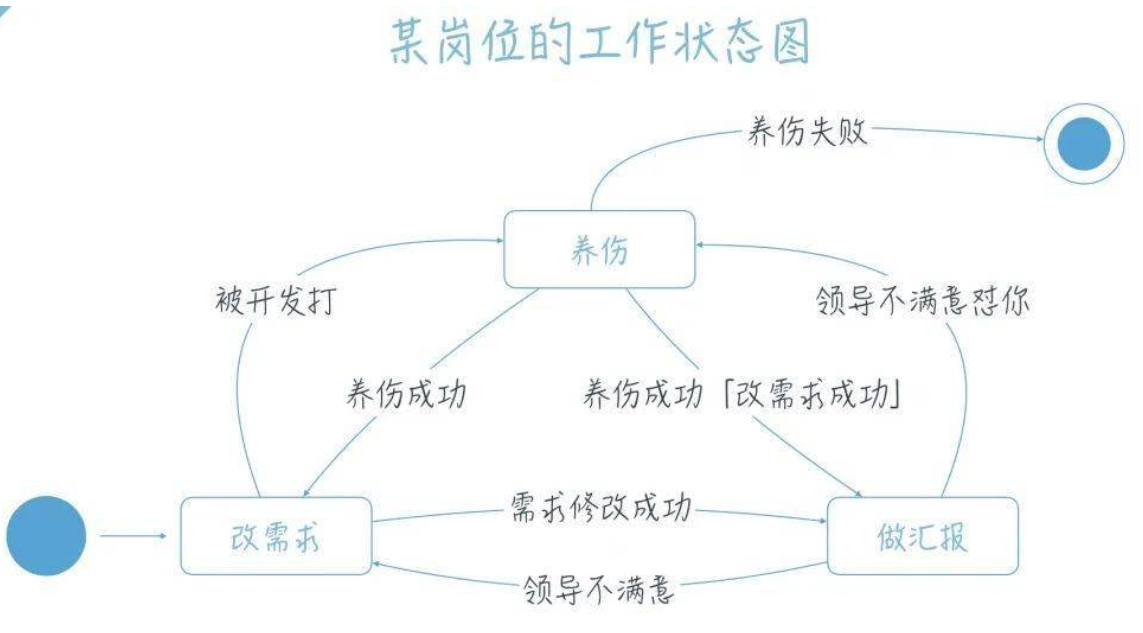 某岗位的工作状态图
养伤失败
养伤
被开发打
领导不满意怼你
养伤成功
养伤成功「改需求成功」
需求修改成功
改需求
做汇报
领导不满意